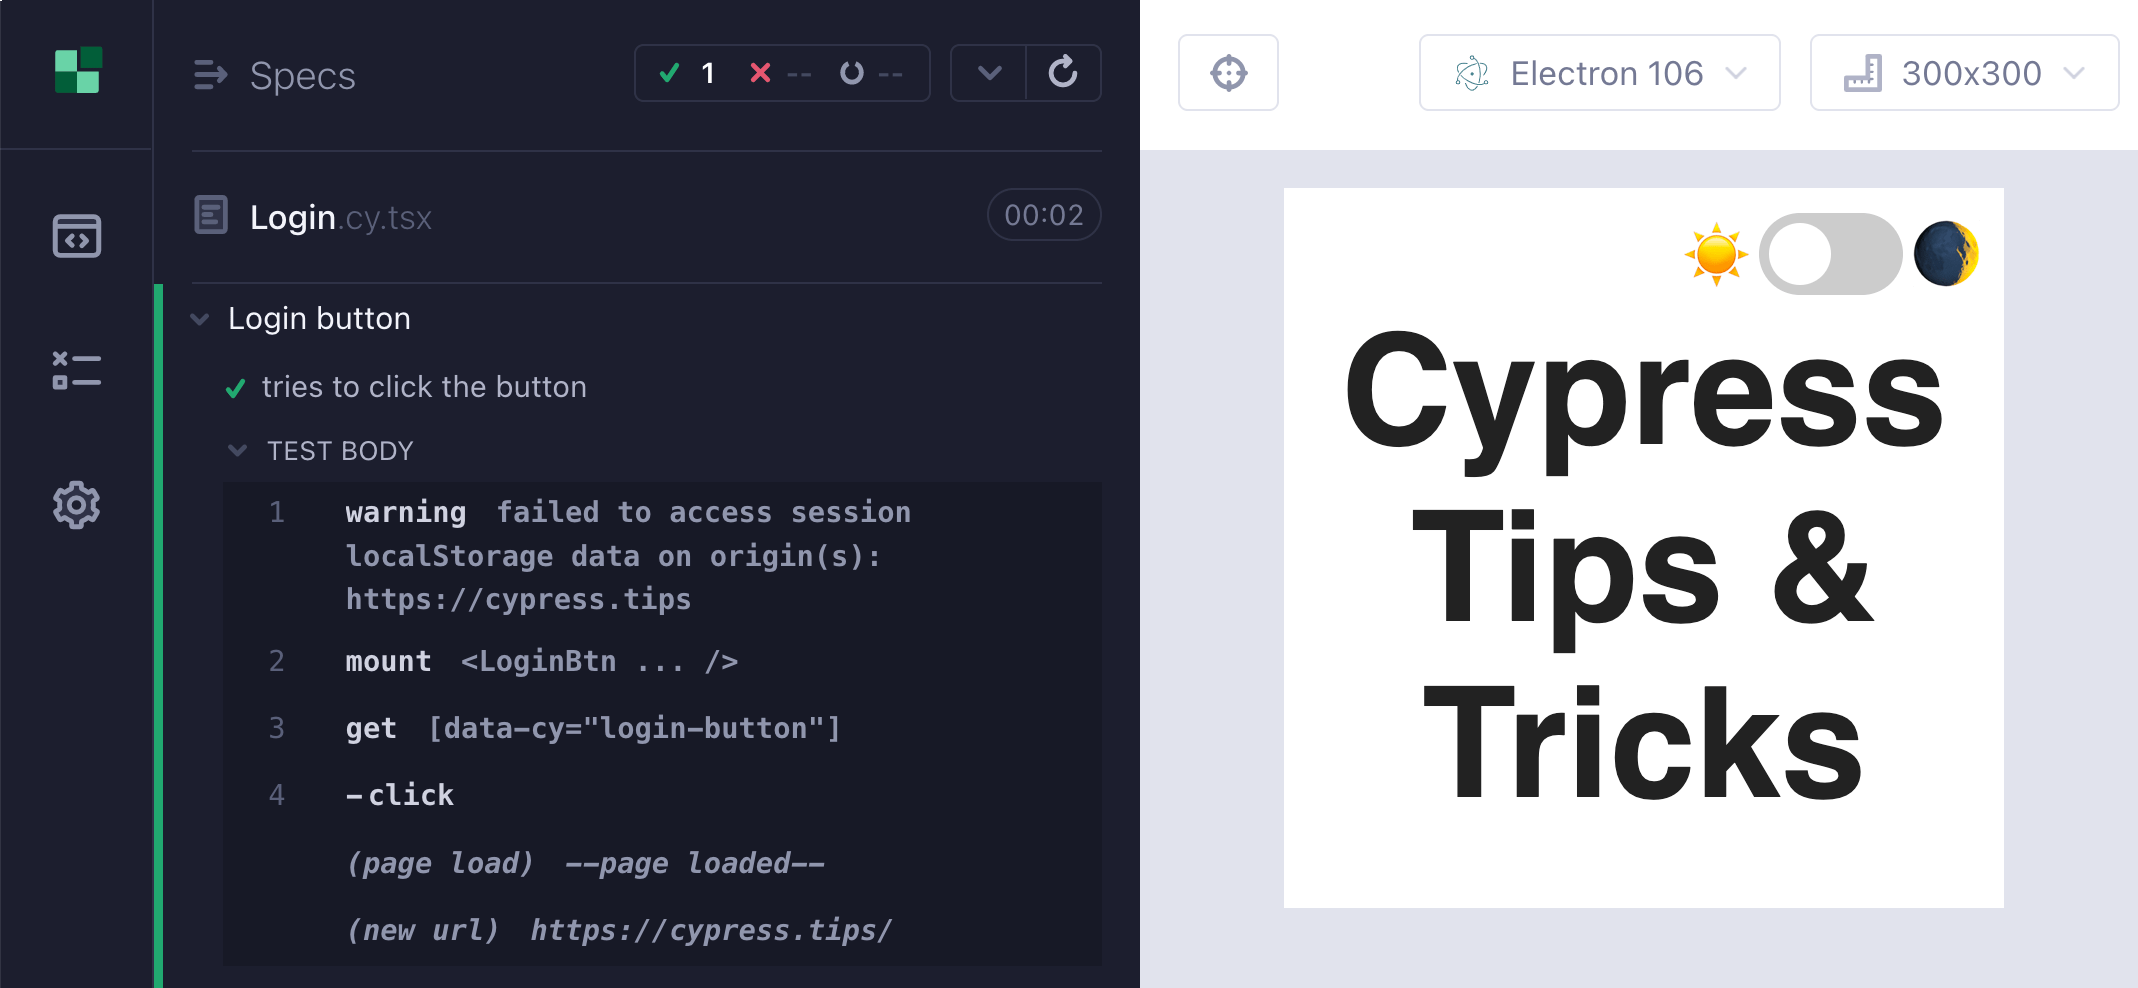 Specs
1 -- --
Electron 106
300x300
Login.cy.tsx
00:02
Login button
tries to click the button
TEST BODY
1 warning failed to access session
localStorage data on origin(s):
https://cypress.tips
2 mount <LoginBtn ... />
3 get [data-cy="login-button"]
4 -click
(page load) --page loaded--
(new url) https://cypress.tips/
Cypress
Tips &
Tricks